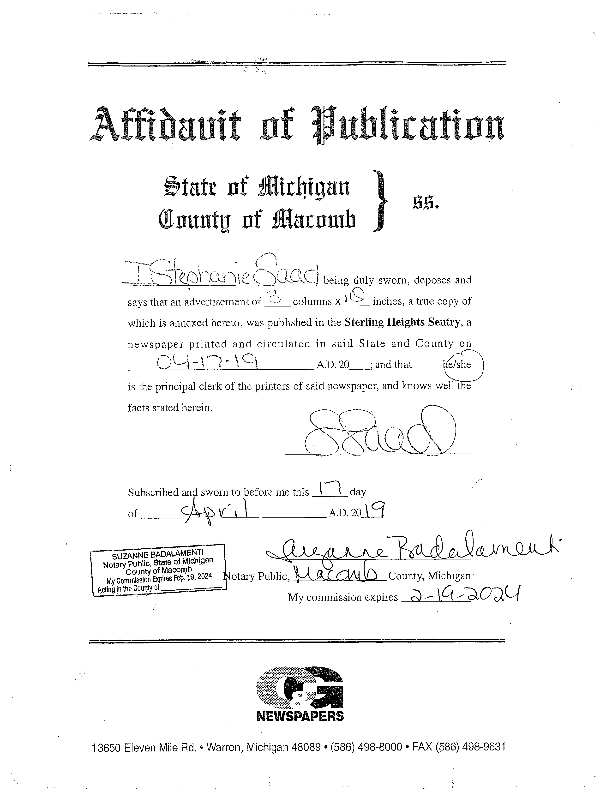 Affidavit of Publication
State of Michigan
County of Macomb } ss.
I Stephanie Saad being duly sworn, deposes and
says that an advertisement of 3 columns x 16 inches, a true copy of
which is annexed herein, was published in the Sterling Heights Sentry, a
newspaper printed and circulated in said State and County on
04-17-19 A.D. 20___; and that he/she
is the principal clerk of the printers of said newspaper, and knows well the
facts stated herein.
SSaad
Subscribed and sworn to before me this 17 day
of April A.D. 2019
Suzanne Badalamenti
SUZANNE BADALAMENTI
Notary Public, State of Michigan
County of Macomb
My Commission Expires Feb. 19, 2024
Acting in the County of
Notary Public, Macomb County, Michigan
My commission expires 2-19-2024
C&G
NEWSPAPERS
13650 Eleven Mile Rd. • Warren, Michigan 48089 • (586) 498-8000 • FAX (586) 498-9631